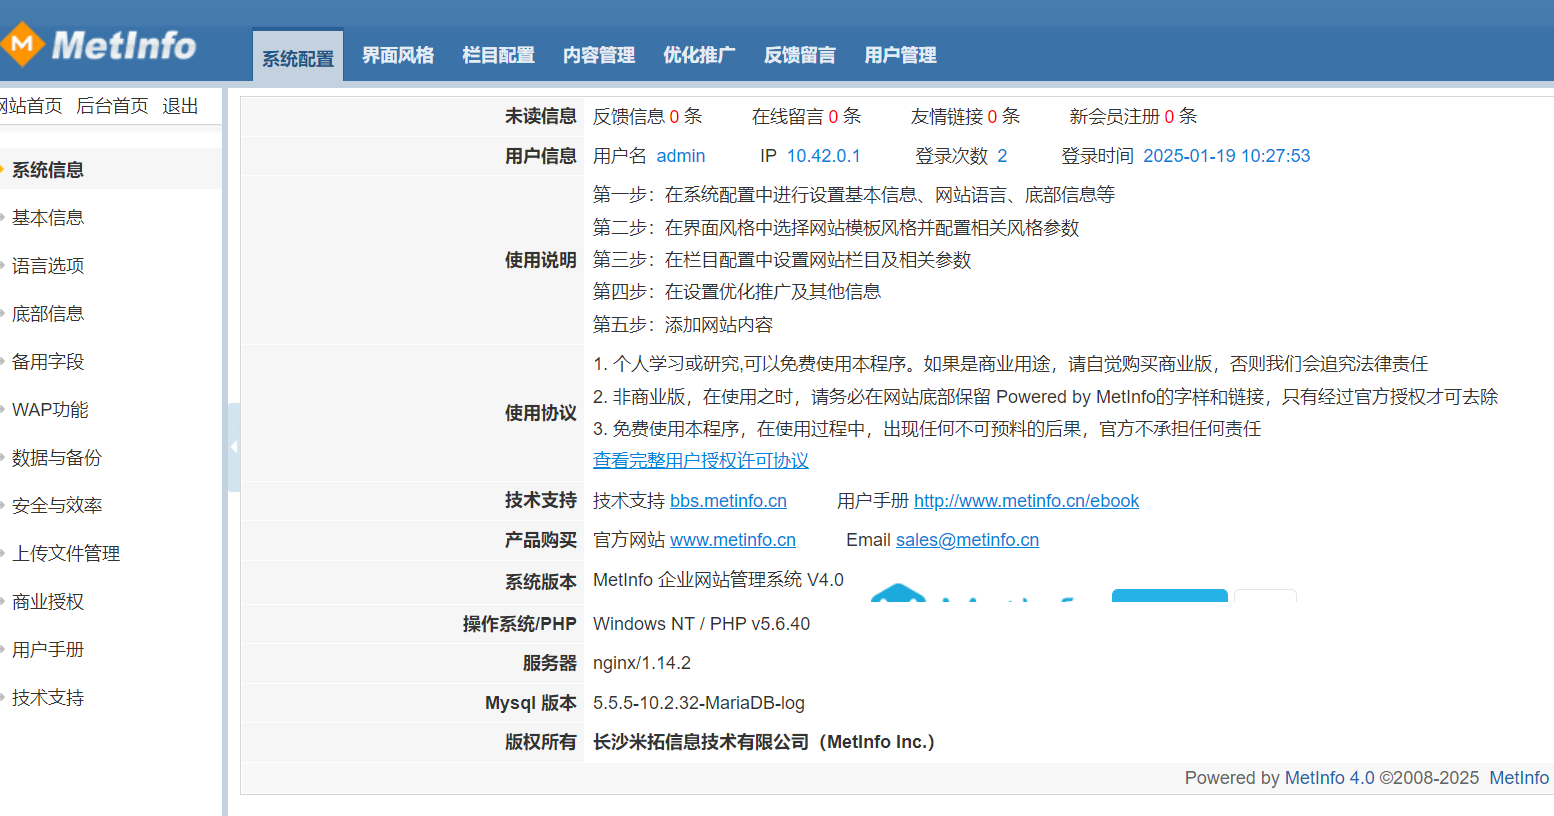 MetInfo
系统配置 界面风格 栏目配置 内容管理 优化推广 反馈留言 用户管理
网站首页 后台首页 退出
系统信息
基本信息
语言选项
底部信息
备用字段
WAP功能
数据与备份
安全与效率
上传文件管理
商业授权
用户手册
技术支持
未读信息 反馈信息 0 条 在线留言 0 条 友情链接 0 条 新会员注册 0 条
用户信息 用户名 admin IP 10.42.0.1 登录次数 2 登录时间 2025-01-19 10:27:53
使用说明
第一步：在系统配置中进行设置基本信息、网站语言、底部信息等
第二步：在界面风格中选择网站模板风格并配置相关风格参数
第三步：在栏目配置中设置网站栏目及相关参数
第四步：在设置优化推广及其他信息
第五步：添加网站内容
使用协议
1. 个人学习或研究,可以免费使用本程序。如果是商业用途，请自觉购买商业版，否则我们会追究法律责任
2. 非商业版，在使用之时，请务必在网站底部保留 Powered by MetInfo的字样和链接，只有经过官方授权才可去除
3. 免费使用本程序，在使用过程中，出现任何不可预料的后果，官方不承担任何责任
查看完整用户授权许可协议
技术支持 技术支持 bbs.metinfo.cn 用户手册 http://www.metinfo.cn/ebook
产品购买 官方网站 www.metinfo.cn Email sales@metinfo.cn
系统版本 MetInfo 企业网站管理系统 V4.0
操作系统/PHP Windows NT / PHP v5.6.40
服务器 nginx/1.14.2
Mysql 版本 5.5.5-10.2.32-MariaDB-log
版权所有 长沙米拓信息技术有限公司（MetInfo Inc.）
Powered by MetInfo 4.0 ©2008-2025 MetInfo